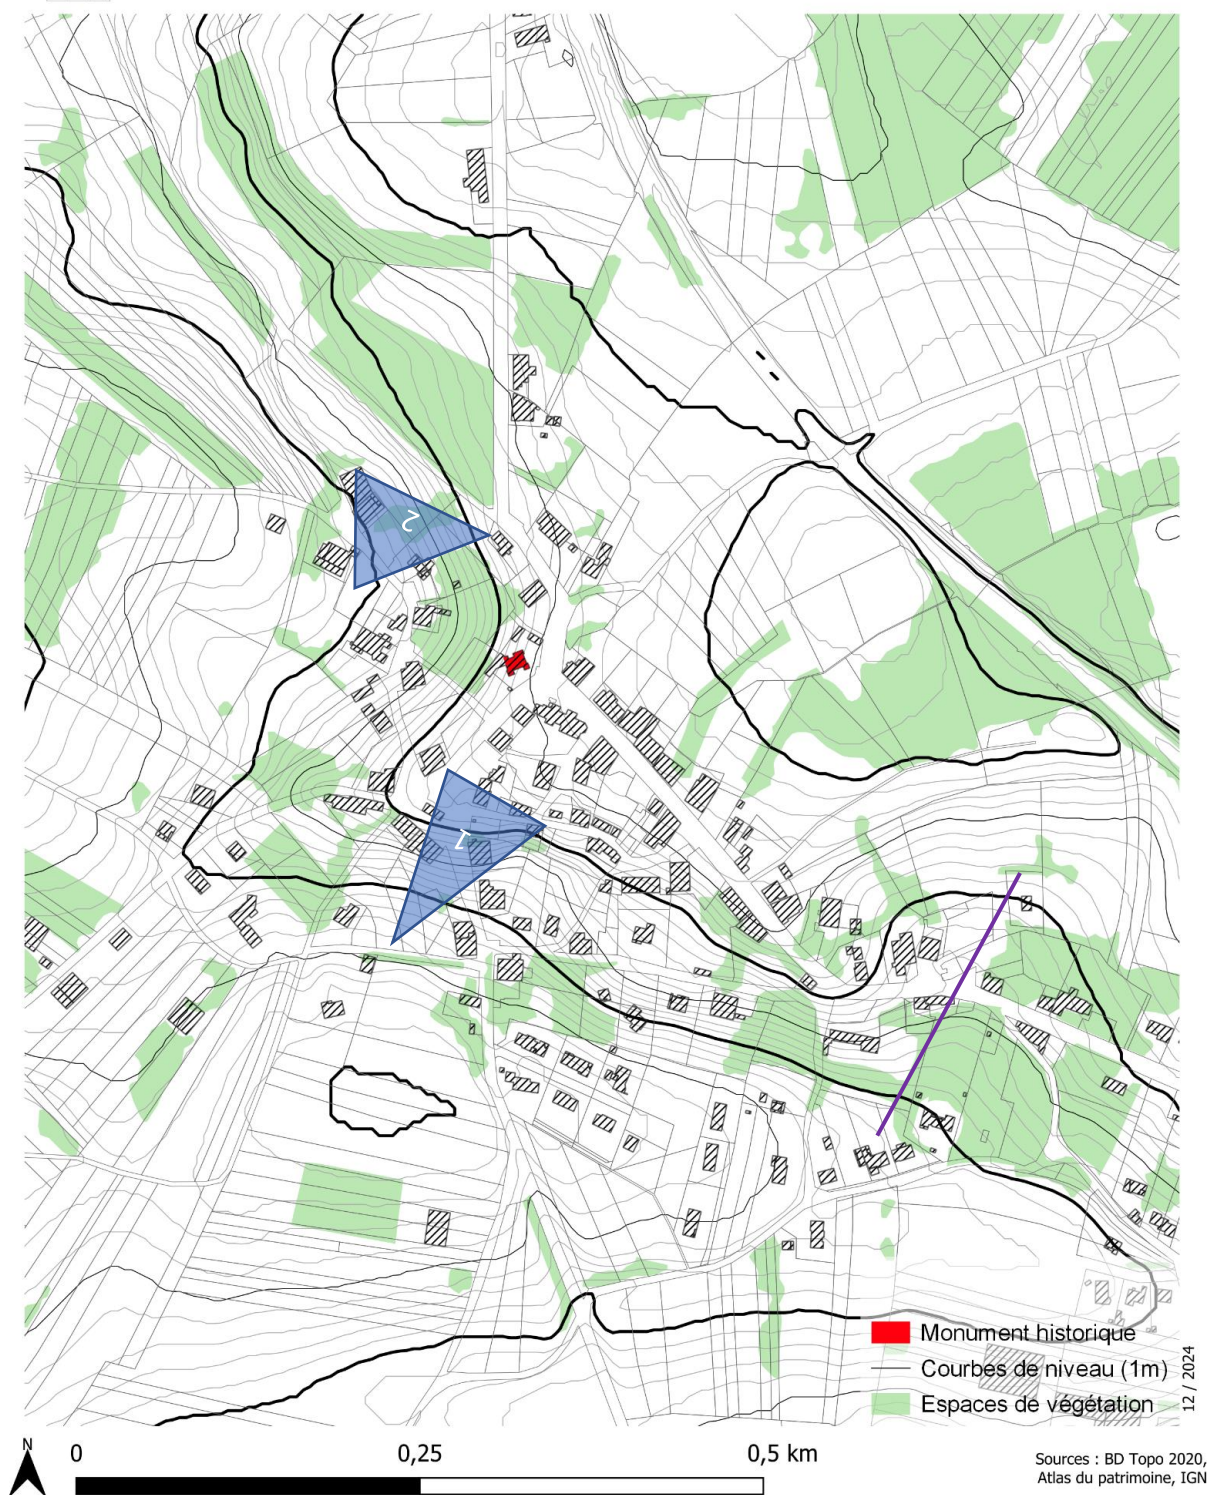 2
1
Monument historique
Courbes de niveau (1m)
Espaces de végétation
12 / 2024
N
0 0,25 0,5 km
Sources : BD Topo 2020,
Atlas du patrimoine, IGN